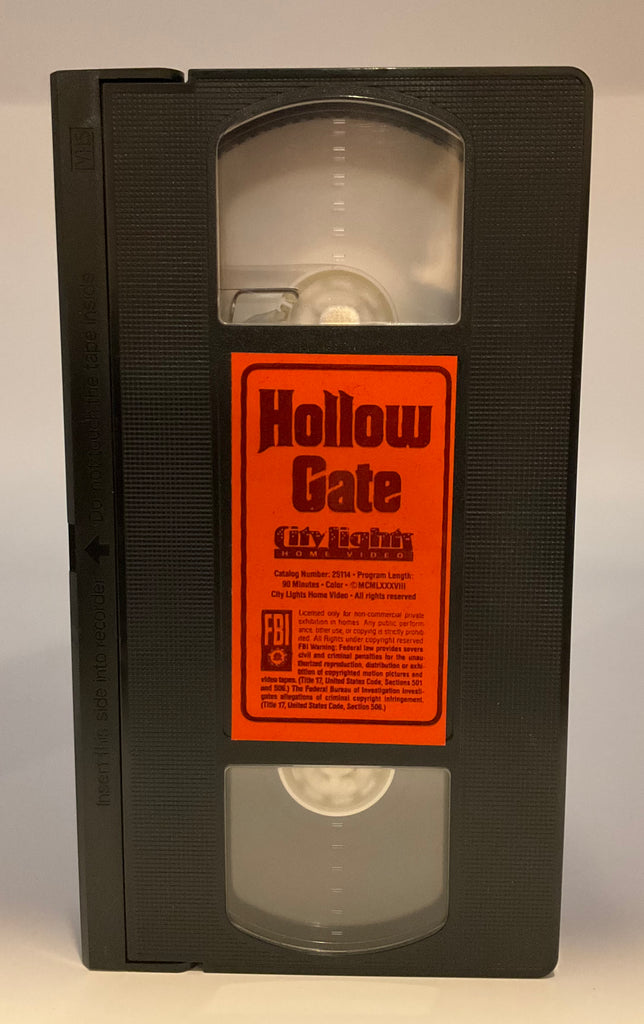 VHS
Insert this side into recorder
Do not touch the tape inside
Hollow
Gate
City Lights
HOME VIDEO
Catalog Number: 25114 • Program Length:
90 Minutes • Color • ©MCMLXXXVIII
City Lights Home Video • All rights reserved
FBI
Licensed only for non-commercial private
exhibition in homes. Any public perform-
ance, other use, or copying is strictly prohib-
ited. All Rights under copyright reserved
FBI Warning: Federal law provides severe
civil and criminal penalties for the unau-
thorized reproduction, distribution or exhi-
bition of copyrighted motion pictures and
video tapes. (Title 17, United States Code, Sections 501
and 506.) The Federal Bureau of Investigation investi-
gates allegations of criminal copyright infringement.
(Title 17, United States Code, Section 506.)